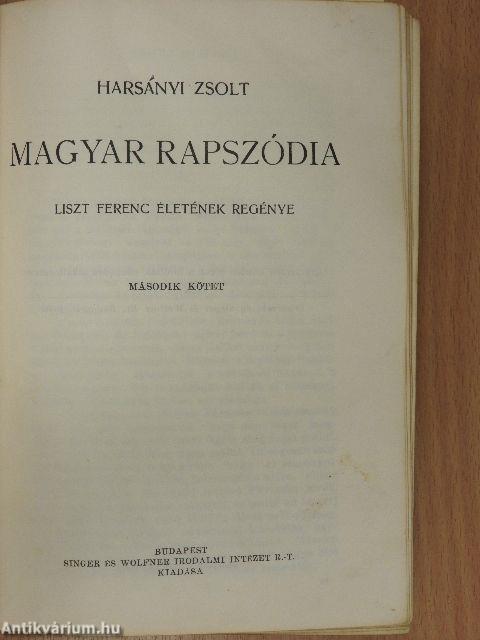 HARSÁNYI ZSOLT
MAGYAR RAPSZÓDIA
LISZT FERENC ÉLETÉNEK REGÉNYE
MÁSODIK KÖTET
BUDAPEST
SINGER ÉS WOLFNER IRODALMI INTÉZET R.-T.
KIADÁSA
Antikvárium.hu